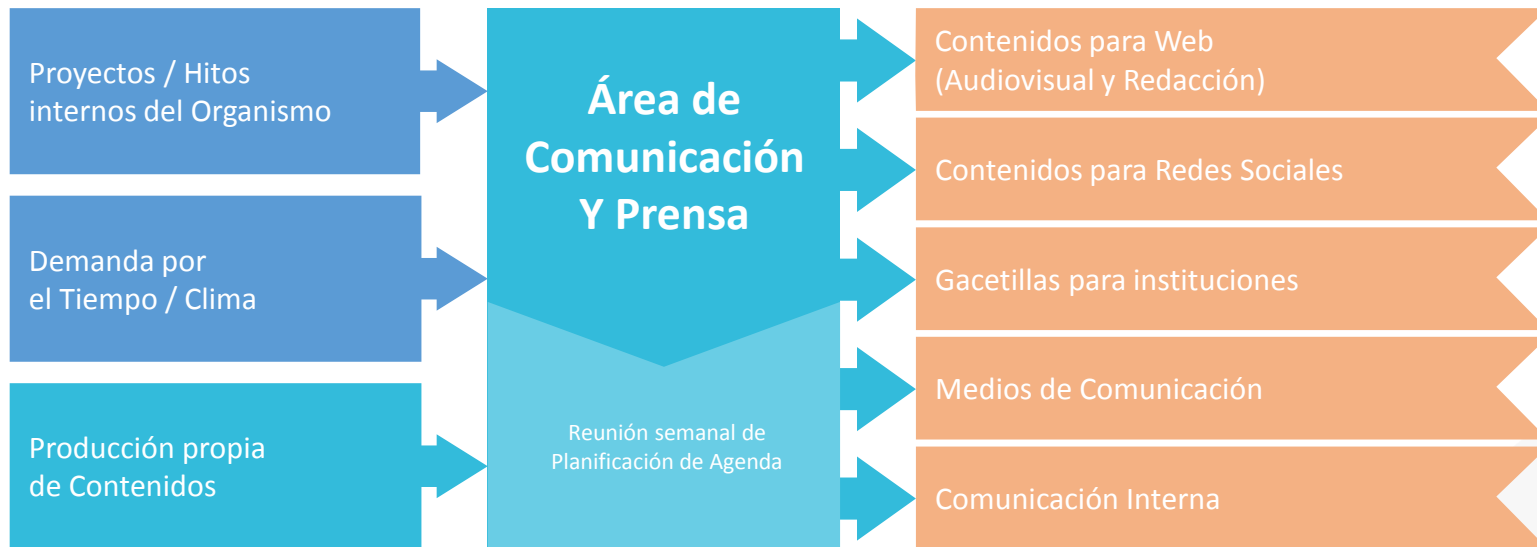 Proyectos / Hitos
internos del Organismo
Demanda por
el Tiempo / Clima
Producción propia
de Contenidos
Área de
Comunicación
Y Prensa
Reunión semanal de
Planificación de Agenda
Contenidos para Web
(Audiovisual y Redacción)
Contenidos para Redes Sociales
Gacetillas para instituciones
Medios de Comunicación
Comunicación Interna